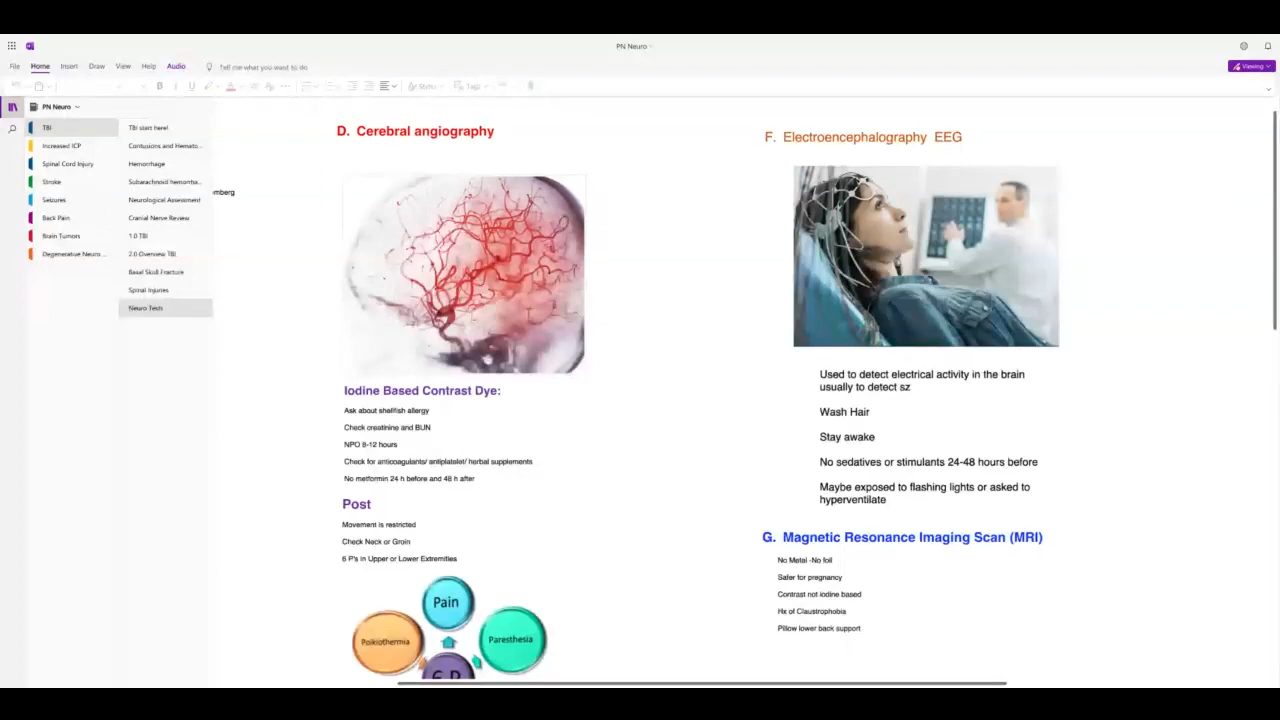 PN Neuro
File Home Insert Draw View Help Audio Tell me what you want to do
Viewing
Styles
Tag
PN Neuro
TBI
Increased ICP
Spinal Cord Injury
Stroke
Seizures
Back Pain
Brain Tumors
Degenerative Neuro ...
TBI start here!
Contusions and Hemato...
Hemorrhage
Subarachnoid hemorrha...
Neurological Assessment
Cranial Nerve Review
1.0 TBI
2.0 Overview TBI
Basal Skull Fracture
Spinal Injuries
Neuro Tests
omberg
D. Cerebral angiography
Iodine Based Contrast Dye:
Ask about shellfish allergy
Check creatinine and BUN
NPO 8-12 hours
Check for anticoagulants/ antiplatelet/ herbal supplements
No metformin 24 h before and 48 h after
Post
Movement is restricted
Check Neck or Groin
6 P's in Upper or Lower Extremities
Pain
Poikiothermia
Paresthesia
6 P
F. Electroencephalography EEG
Used to detect electrical activity in the brain
usually to detect sz
Wash Hair
Stay awake
No sedatives or stimulants 24-48 hours before
Maybe exposed to flashing lights or asked to
hyperventilate
G. Magnetic Resonance Imaging Scan (MRI)
No Metal -No foil
Safer for pregnancy
Contrast not iodine based
Hx of Claustrophobia
Pillow lower back support